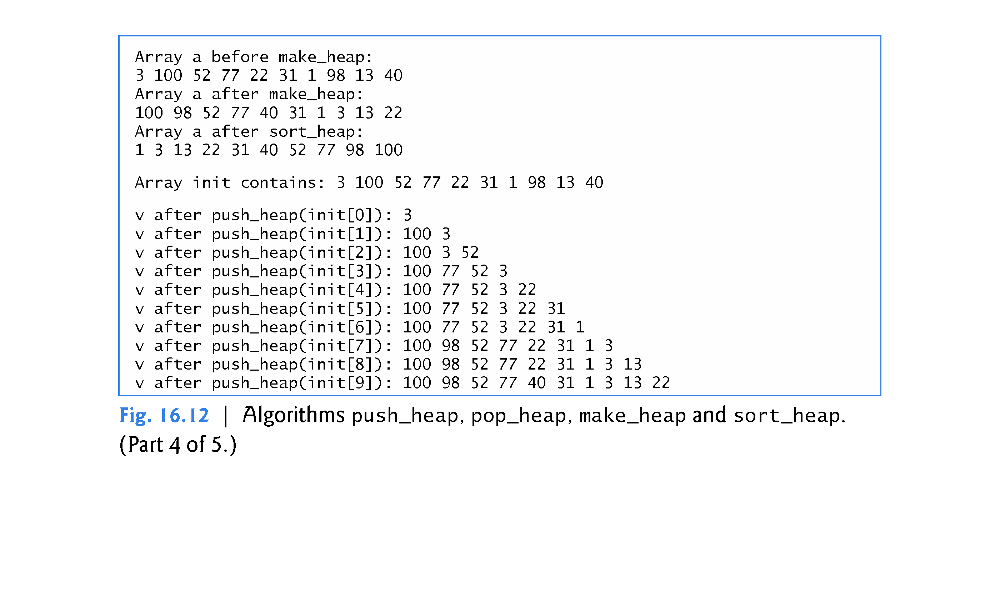 Array a before make_heap:
3 100 52 77 22 31 1 98 13 40
Array a after make_heap:
100 98 52 77 40 31 1 3 13 22
Array a after sort_heap:
1 3 13 22 31 40 52 77 98 100
Array init contains: 3 100 52 77 22 31 1 98 13 40
v after push_heap(init[0]): 3
v after push_heap(init[1]): 100 3
v after push_heap(init[2]): 100 3 52
v after push_heap(init[3]): 100 77 52 3
v after push_heap(init[4]): 100 77 52 3 22
v after push_heap(init[5]): 100 77 52 3 22 31
v after push_heap(init[6]): 100 77 52 3 22 31 1
v after push_heap(init[7]): 100 98 52 77 22 31 1 3
v after push_heap(init[8]): 100 98 52 77 22 31 1 3 13
v after push_heap(init[9]): 100 98 52 77 40 31 1 3 13 22
Fig. 16.12 | Algorithms push_heap, pop_heap, make_heap and sort_heap.
(Part 4 of 5.)